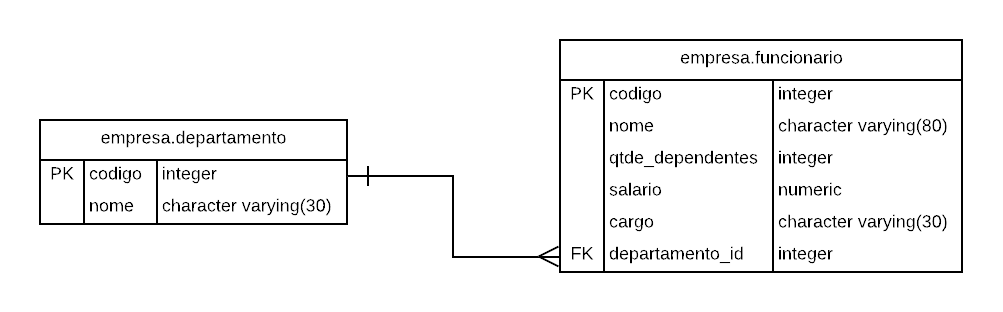 empresa.departamento
PK codigo integer
nome character varying(30)
empresa.funcionario
PK codigo integer
nome character varying(80)
qtde_dependentes integer
salario numeric
cargo character varying(30)
FK departamento_id integer